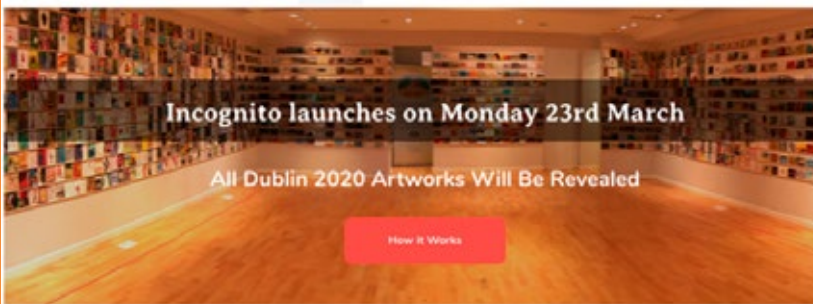 Incognito launches on Monday 23rd March
All Dublin 2020 Artworks Will Be Revealed
How it Works